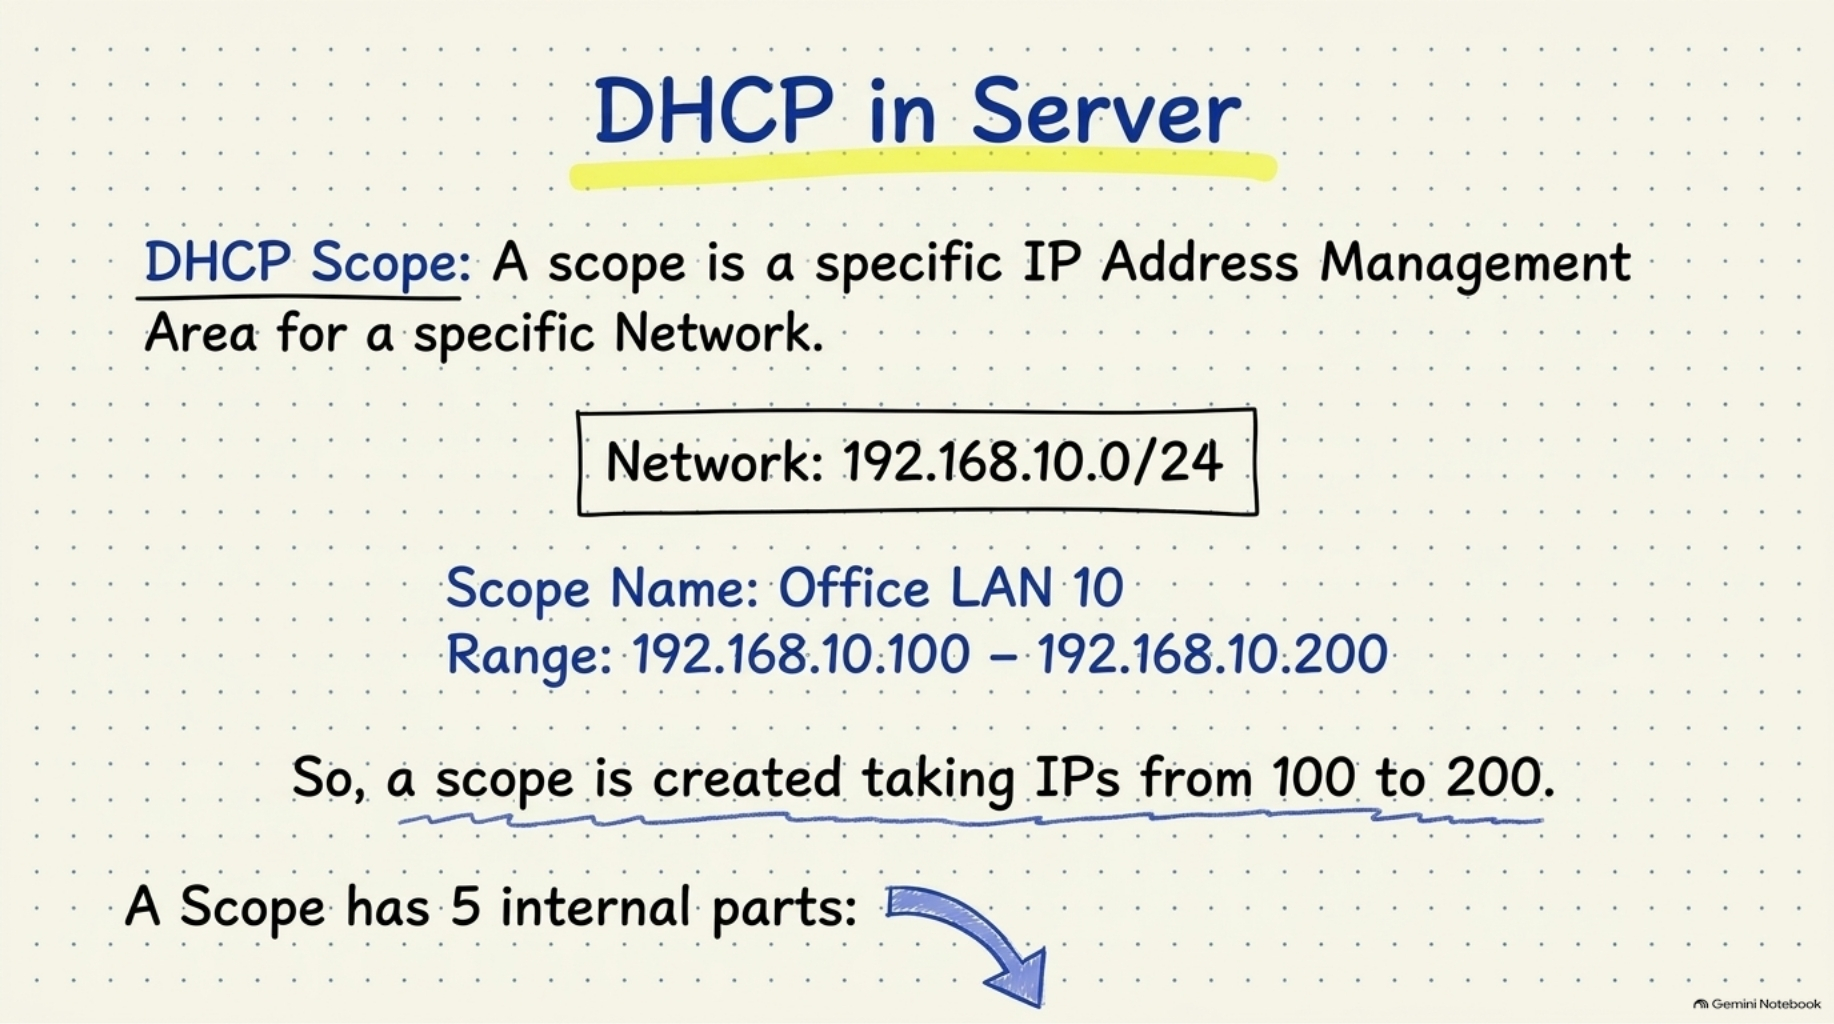 DHCP in Server
DHCP Scope: A scope is a specific IP Address Management
Area for a specific Network.
Network: 192.168.10.0/24
Scope Name: Office LAN 10
Range: 192.168.10.100 – 192.168.10.200
So, a scope is created taking IPs from 100 to 200.
A Scope has 5 internal parts:
Gemini Notebook